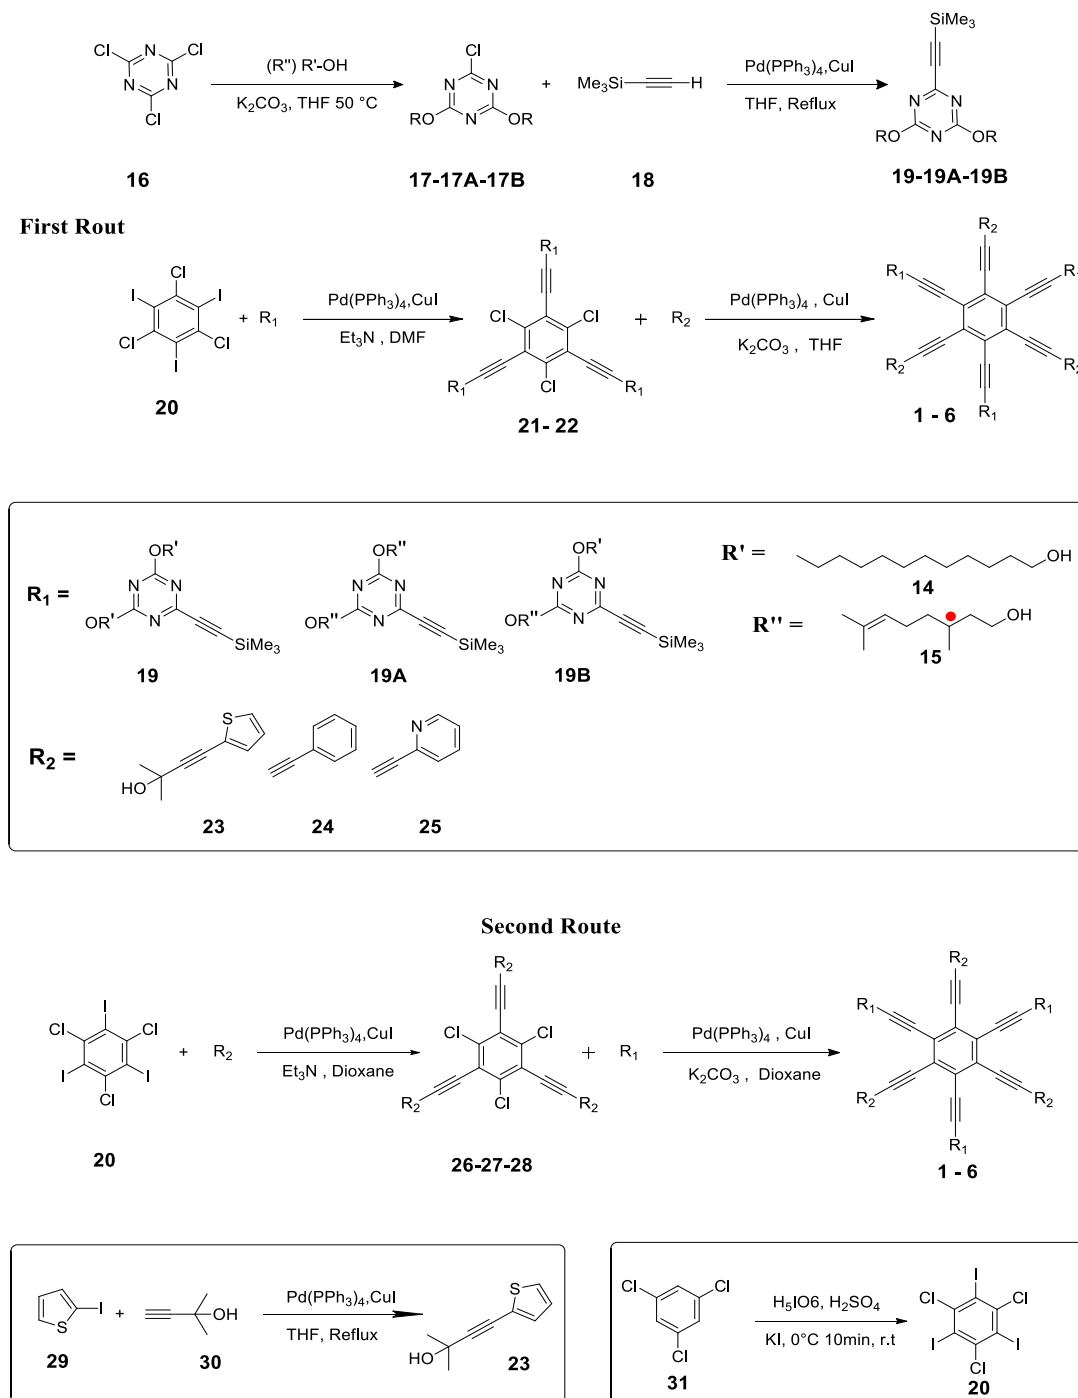 SiMe3
Cl N Cl
N N
Cl
(R") R'-OH
K2CO3, THF 50 °C
Cl
N N
OR N OR
+
Me3Si H
Pd(PPh3)4,CuI
THF, Reflux
N N
RO N OR
16
17-17A-17B
18
19-19A-19B
First Rout
Cl
I I
Cl Cl
I
+ R1
Pd(PPh3)4,CuI
Et3N , DMF
R1
Cl Cl
R1 Cl R1
+ R2
Pd(PPh3)4 , CuI
K2CO3 , THF
R2
R1 R1
R2 R2
R1
20
21- 22
1 - 6
R1 =
OR'
N N
OR' N
SiMe3
19
OR"
N N
OR" N
SiMe3
19A
OR'
N N
OR" N
SiMe3
19B
R' =
OH
14
R'' =
OH
15
R2 =
S
HO
23
24
N
25
Second Route
I
Cl Cl
I I
Cl
+ R2
Pd(PPh3)4,CuI
Et3N , Dioxane
R2
Cl Cl
R2 Cl R2
+ R1
Pd(PPh3)4 , CuI
K2CO3 , Dioxane
R2
R1 R1
R2 R2
R1
20
26-27-28
1 - 6
S I
+
OH
Pd(PPh3)4,CuI
THF, Reflux
S
HO
29
30
23
Cl Cl
Cl
H5IO6, H2SO4
KI, 0°C 10min, r.t
I
Cl Cl
I I
Cl
31
20